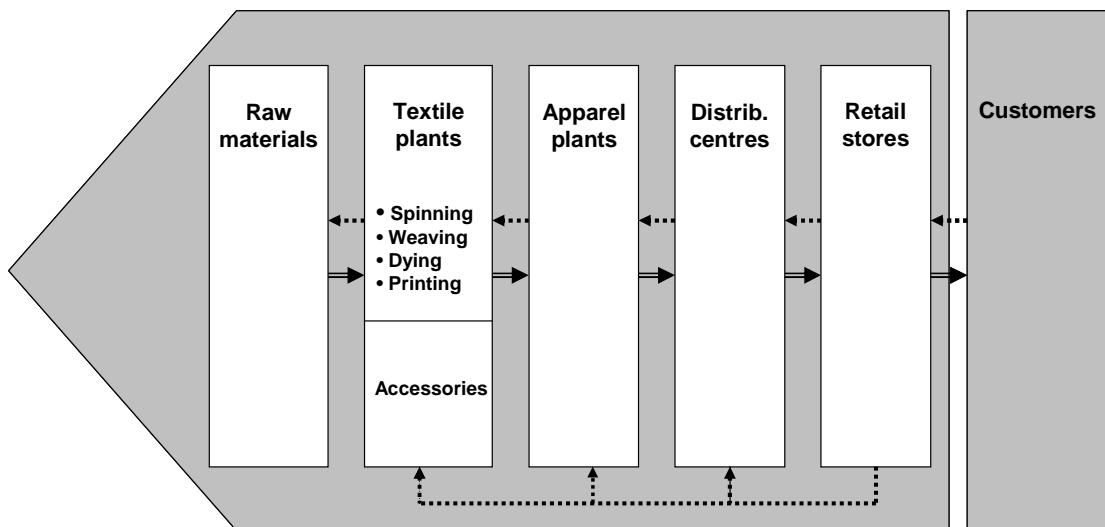 Raw
materials
Textile
plants
• Spinning
• Weaving
• Dying
• Printing
Accessories
Apparel
plants
Distrib.
centres
Retail
stores
Customers